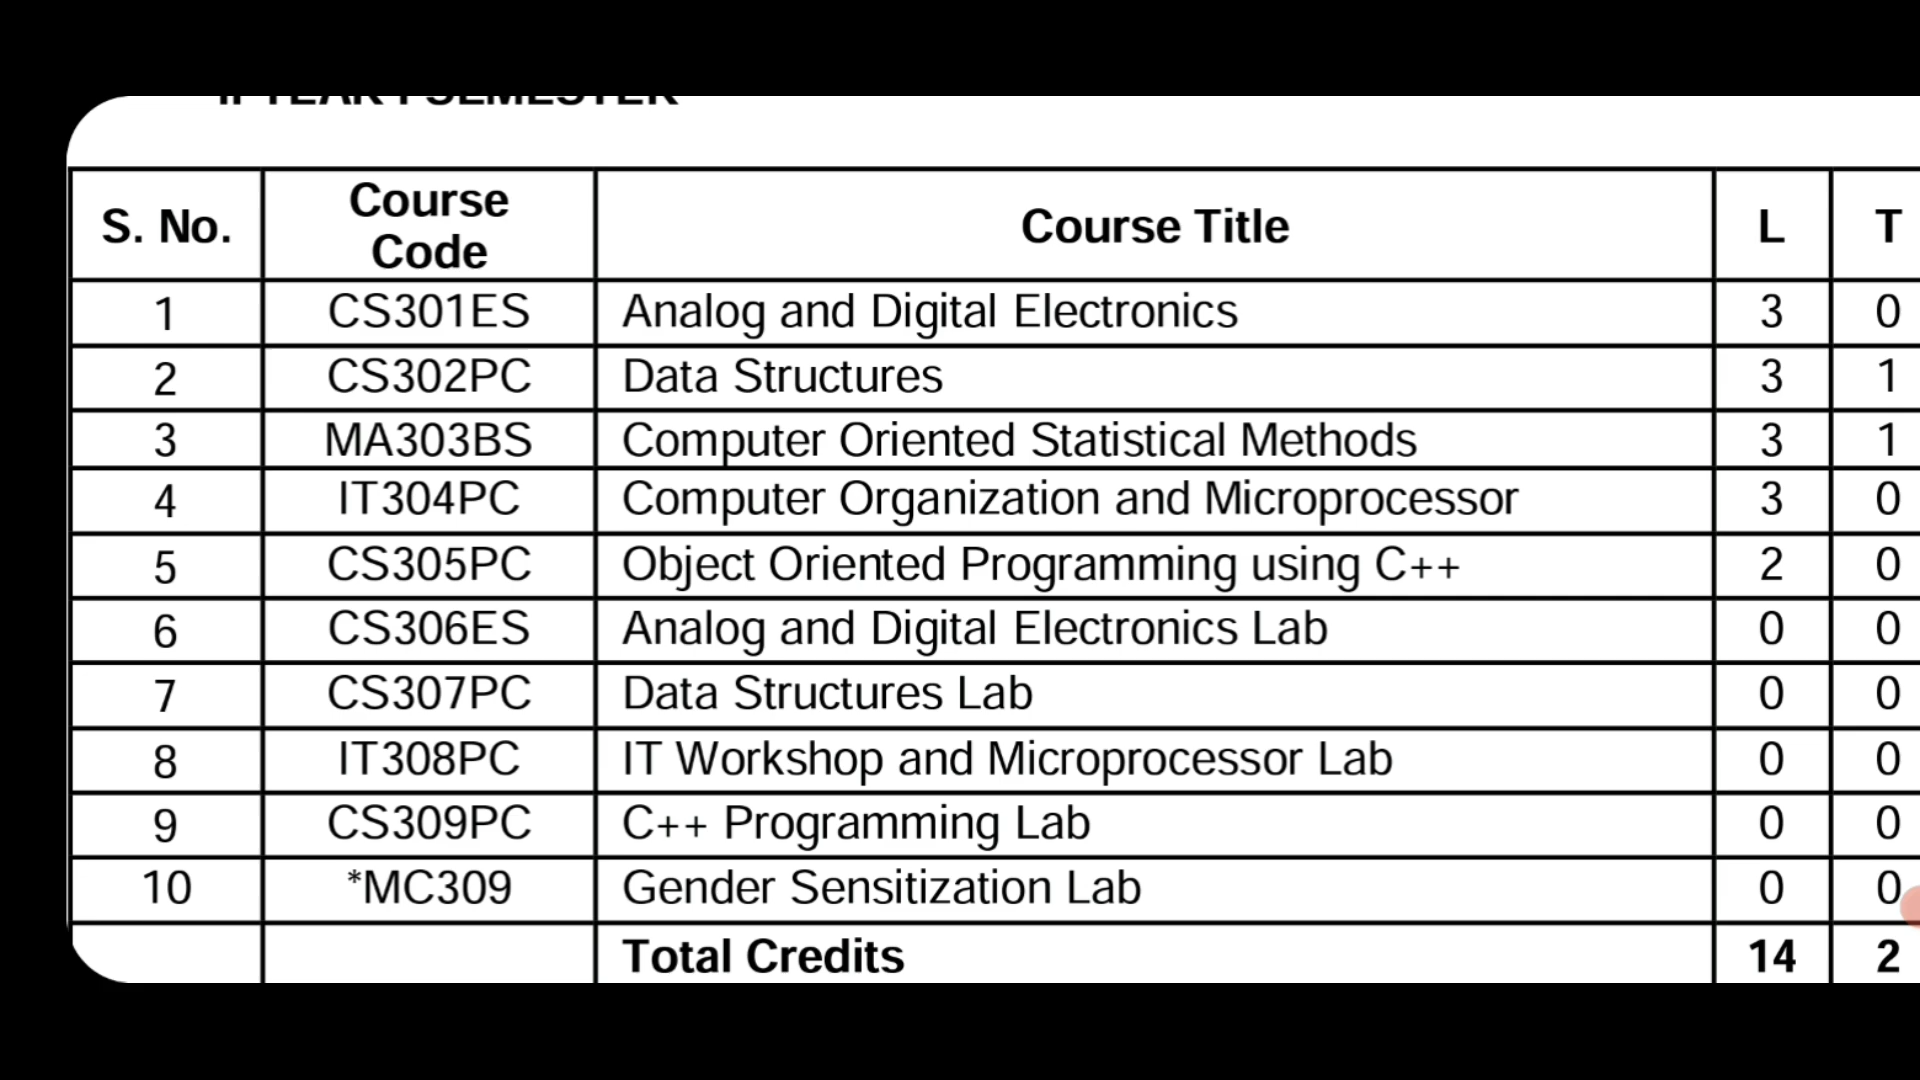 II YEAR I SEMESTER
S. No. Course Code Course Title L T
1 CS301ES Analog and Digital Electronics 3 0
2 CS302PC Data Structures 3 1
3 MA303BS Computer Oriented Statistical Methods 3 1
4 IT304PC Computer Organization and Microprocessor 3 0
5 CS305PC Object Oriented Programming using C++ 2 0
6 CS306ES Analog and Digital Electronics Lab 0 0
7 CS307PC Data Structures Lab 0 0
8 IT308PC IT Workshop and Microprocessor Lab 0 0
9 CS309PC C++ Programming Lab 0 0
10 *MC309 Gender Sensitization Lab 0 0
Total Credits 14 2